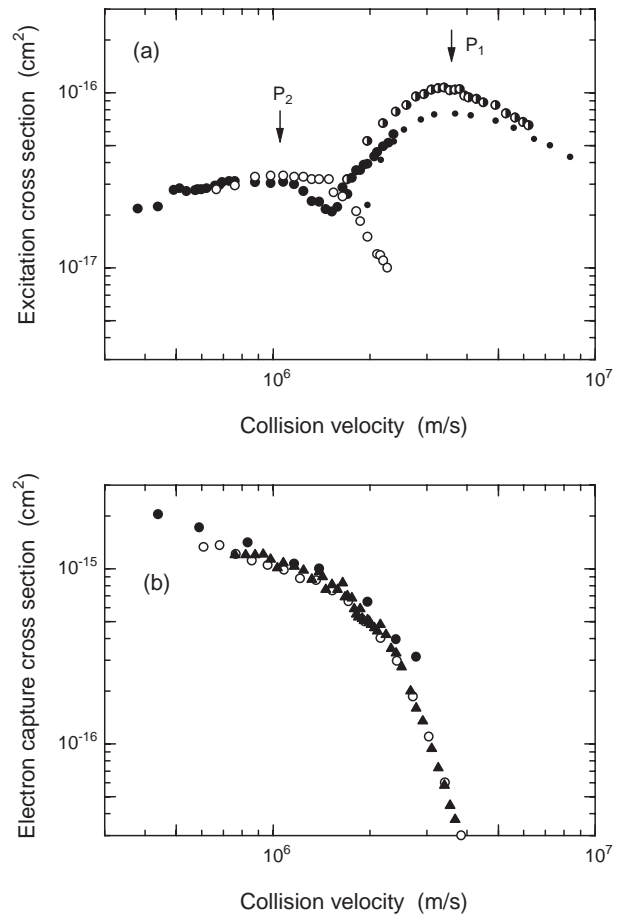 (a)
P₁
P₂
Excitation cross section (cm²)
10⁻¹⁶
10⁻¹⁷
10⁶
10⁷
Collision velocity (m/s)
(b)
Electron capture cross section (cm²)
10⁻¹⁵
10⁻¹⁶
10⁶
10⁷
Collision velocity (m/s)